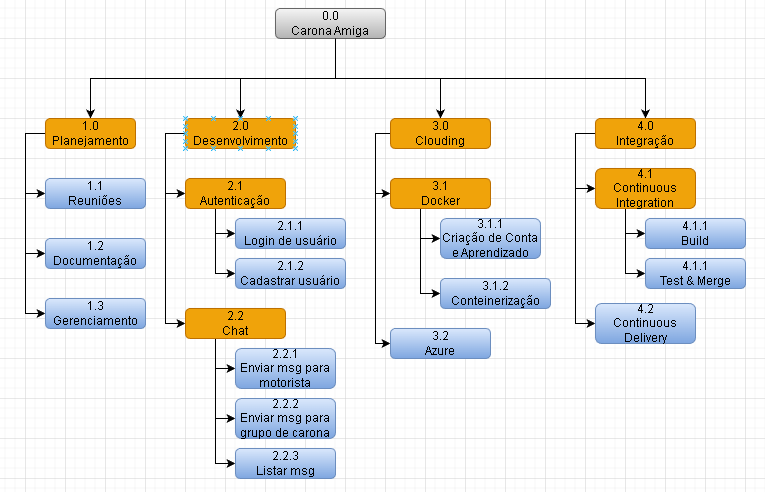 0.0
Carona Amiga
1.0
Planejamento
1.1
Reuniões
1.2
Documentação
1.3
Gerenciamento
2.0
Desenvolvimento
2.1
Autenticação
2.1.1
Login de usuário
2.1.2
Cadastrar usuário
2.2
Chat
2.2.1
Enviar msg para
motorista
2.2.2
Enviar msg para
grupo de carona
2.2.3
Listar msg
3.0
Clouding
3.1
Docker
3.1.1
Criação de Conta
e Aprendizado
3.1.2
Conteinerização
3.2
Azure
4.0
Integração
4.1
Continuous
Integration
4.1.1
Build
4.1.1
Test & Merge
4.2
Continuous
Delivery